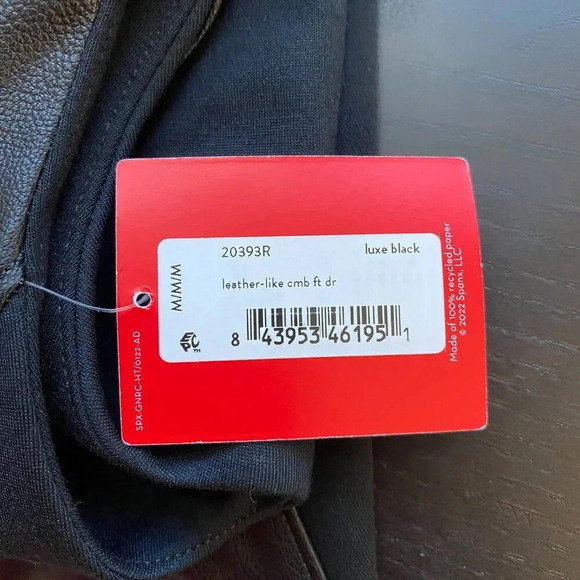 20393R luxe black
M/M/M
leather-like cmb ft dr
8 43953 46195 1
EPC™
SPX-GNRC-HT/0122-AD
Made of 100% recycled paper
© 2022 Spanx, LLC